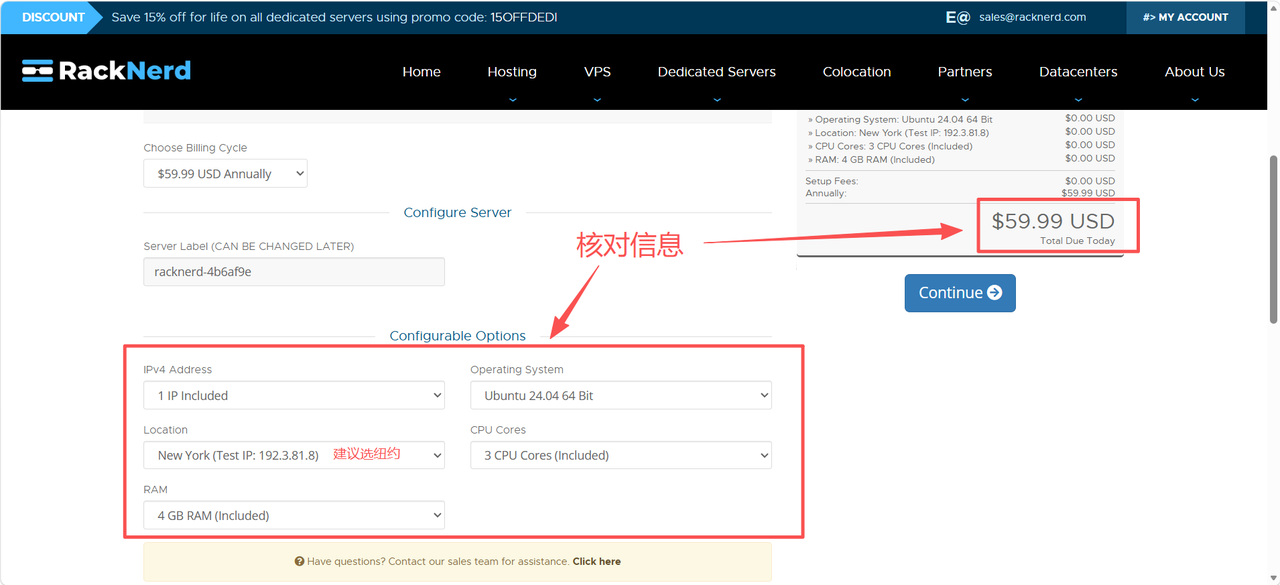 DISCOUNT
Save 15% off for life on all dedicated servers using promo code: 15OFFDEDI
E@ sales@racknerd.com
#> MY ACCOUNT
RackNerd
Home
Hosting
VPS
Dedicated Servers
Colocation
Partners
Datacenters
About Us
Choose Billing Cycle
$59.99 USD Annually
Configure Server
Server Label (CAN BE CHANGED LATER)
racknerd-4b6af9e
Configurable Options
IPv4 Address
1 IP Included
Operating System
Ubuntu 24.04 64 Bit
Location
New York (Test IP: 192.3.81.8) 建议选纽约
CPU Cores
3 CPU Cores (Included)
RAM
4 GB RAM (Included)
Have questions? Contact our sales team for assistance. Click here
核对信息
» Operating System: Ubuntu 24.04 64 Bit $0.00 USD
» Location: New York (Test IP: 192.3.81.8) $0.00 USD
» CPU Cores: 3 CPU Cores (Included) $0.00 USD
» RAM: 4 GB RAM (Included) $0.00 USD
Setup Fees: $0.00 USD
Annually: $59.99 USD
$59.99 USD
Total Due Today
Continue